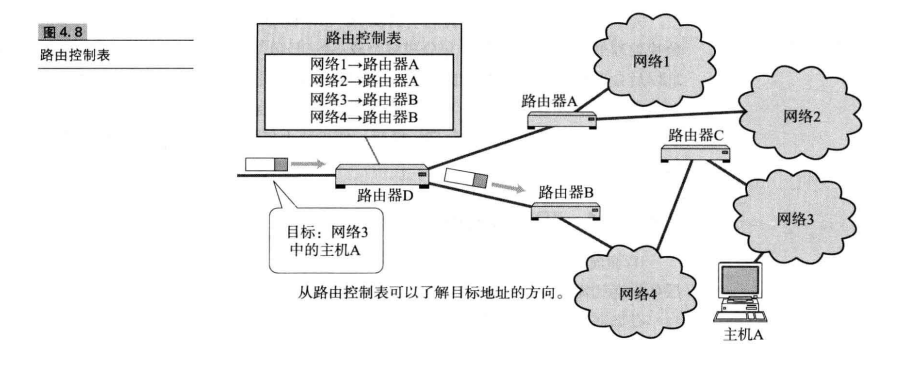 图 4.8
路由控制表
路由控制表
网络1→路由器A
网络2→路由器A
网络3→路由器B
网络4→路由器B
网络1
路由器A
网络2
路由器C
路由器D
路由器B
目标：网络3
中的主机A
网络3
网络4
从路由控制表可以了解目标地址的方向。
主机A